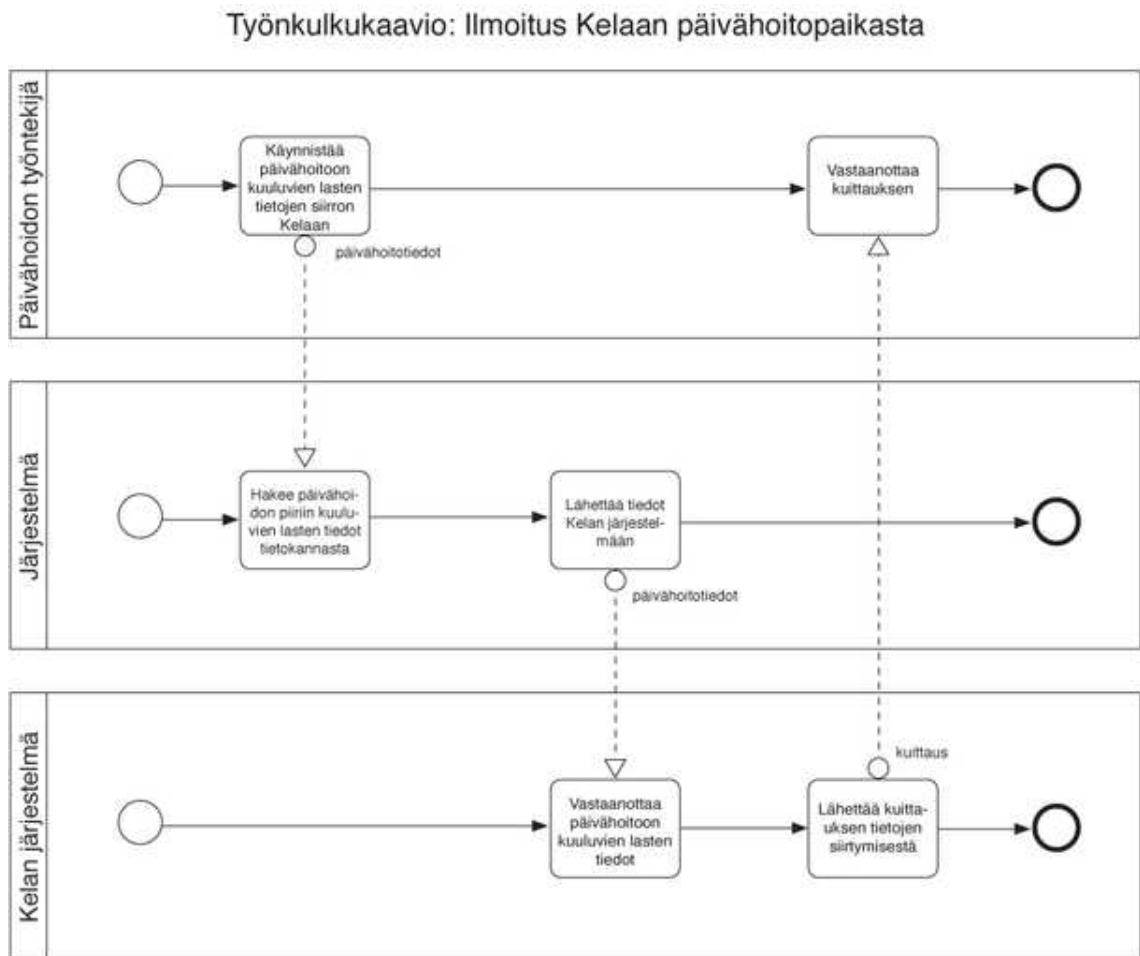 Työnkulkukaavio: Ilmoitus Kelaan päivähoitopaikasta
Päivähoidon työntekijä
Käynnistää
päivähoitoon
kuuluvien lasten
tietojen siirron
Kelaan
päivähoitotiedot
Vastaanottaa
kuittauksen
Järjestelmä
Hakee päivähoi-
don piiriin kuulu-
vien lasten tiedot
tietokannasta
Lähettää tiedot
Kelan järjestel-
mään
päivähoitotiedot
Kelan järjestelmä
Vastaanottaa
päivähoitoon
kuuluvien lasten
tiedot
kuittaus
Lähettää kuitta-
uksen tietojen
siirtymisestä